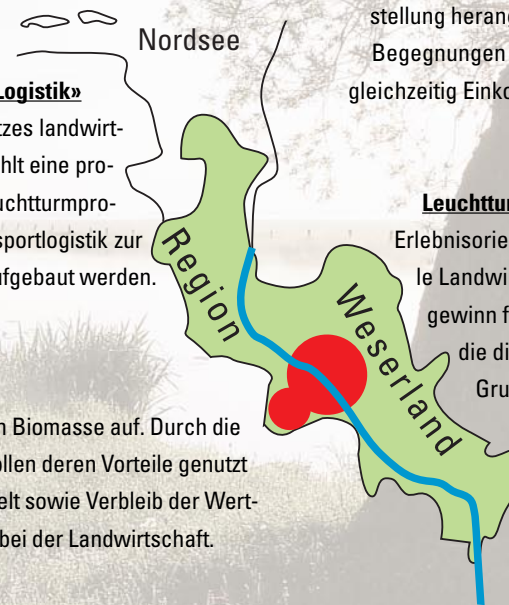 stellung heran
Nordsee
Begegnungen
gleichzeitig Einko
Logistik»
tzes landwirt-
hlt eine pro-
uchtturmpro-
sportlogistik zur
ufgebaut werden.
Region
Weserland
Leuchttur
Erlebnisorie
le Landwi
gewinn f
die di
Gru
n Biomasse auf. Durch die
ollen deren Vorteile genutzt
elt sowie Verbleib der Wert-
bei der Landwirtschaft.